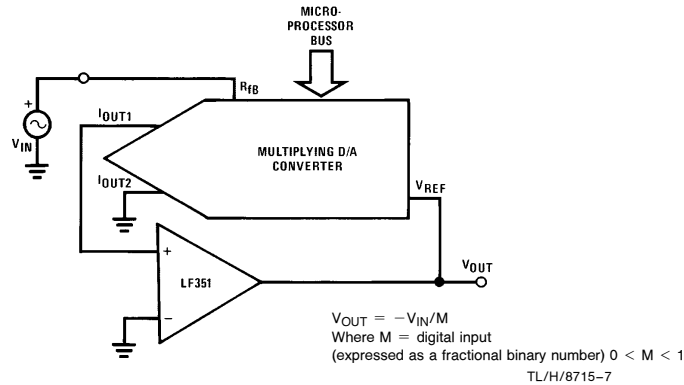 MICRO-
PROCESSOR
BUS
RfB
IOUT1
+
VIN
MULTIPLYING D/A
CONVERTER
IOUT2
VREF
+
LF351
−
VOUT
VOUT = −VIN/M
Where M = digital input
(expressed as a fractional binary number) 0 < M < 1
TL/H/8715–7